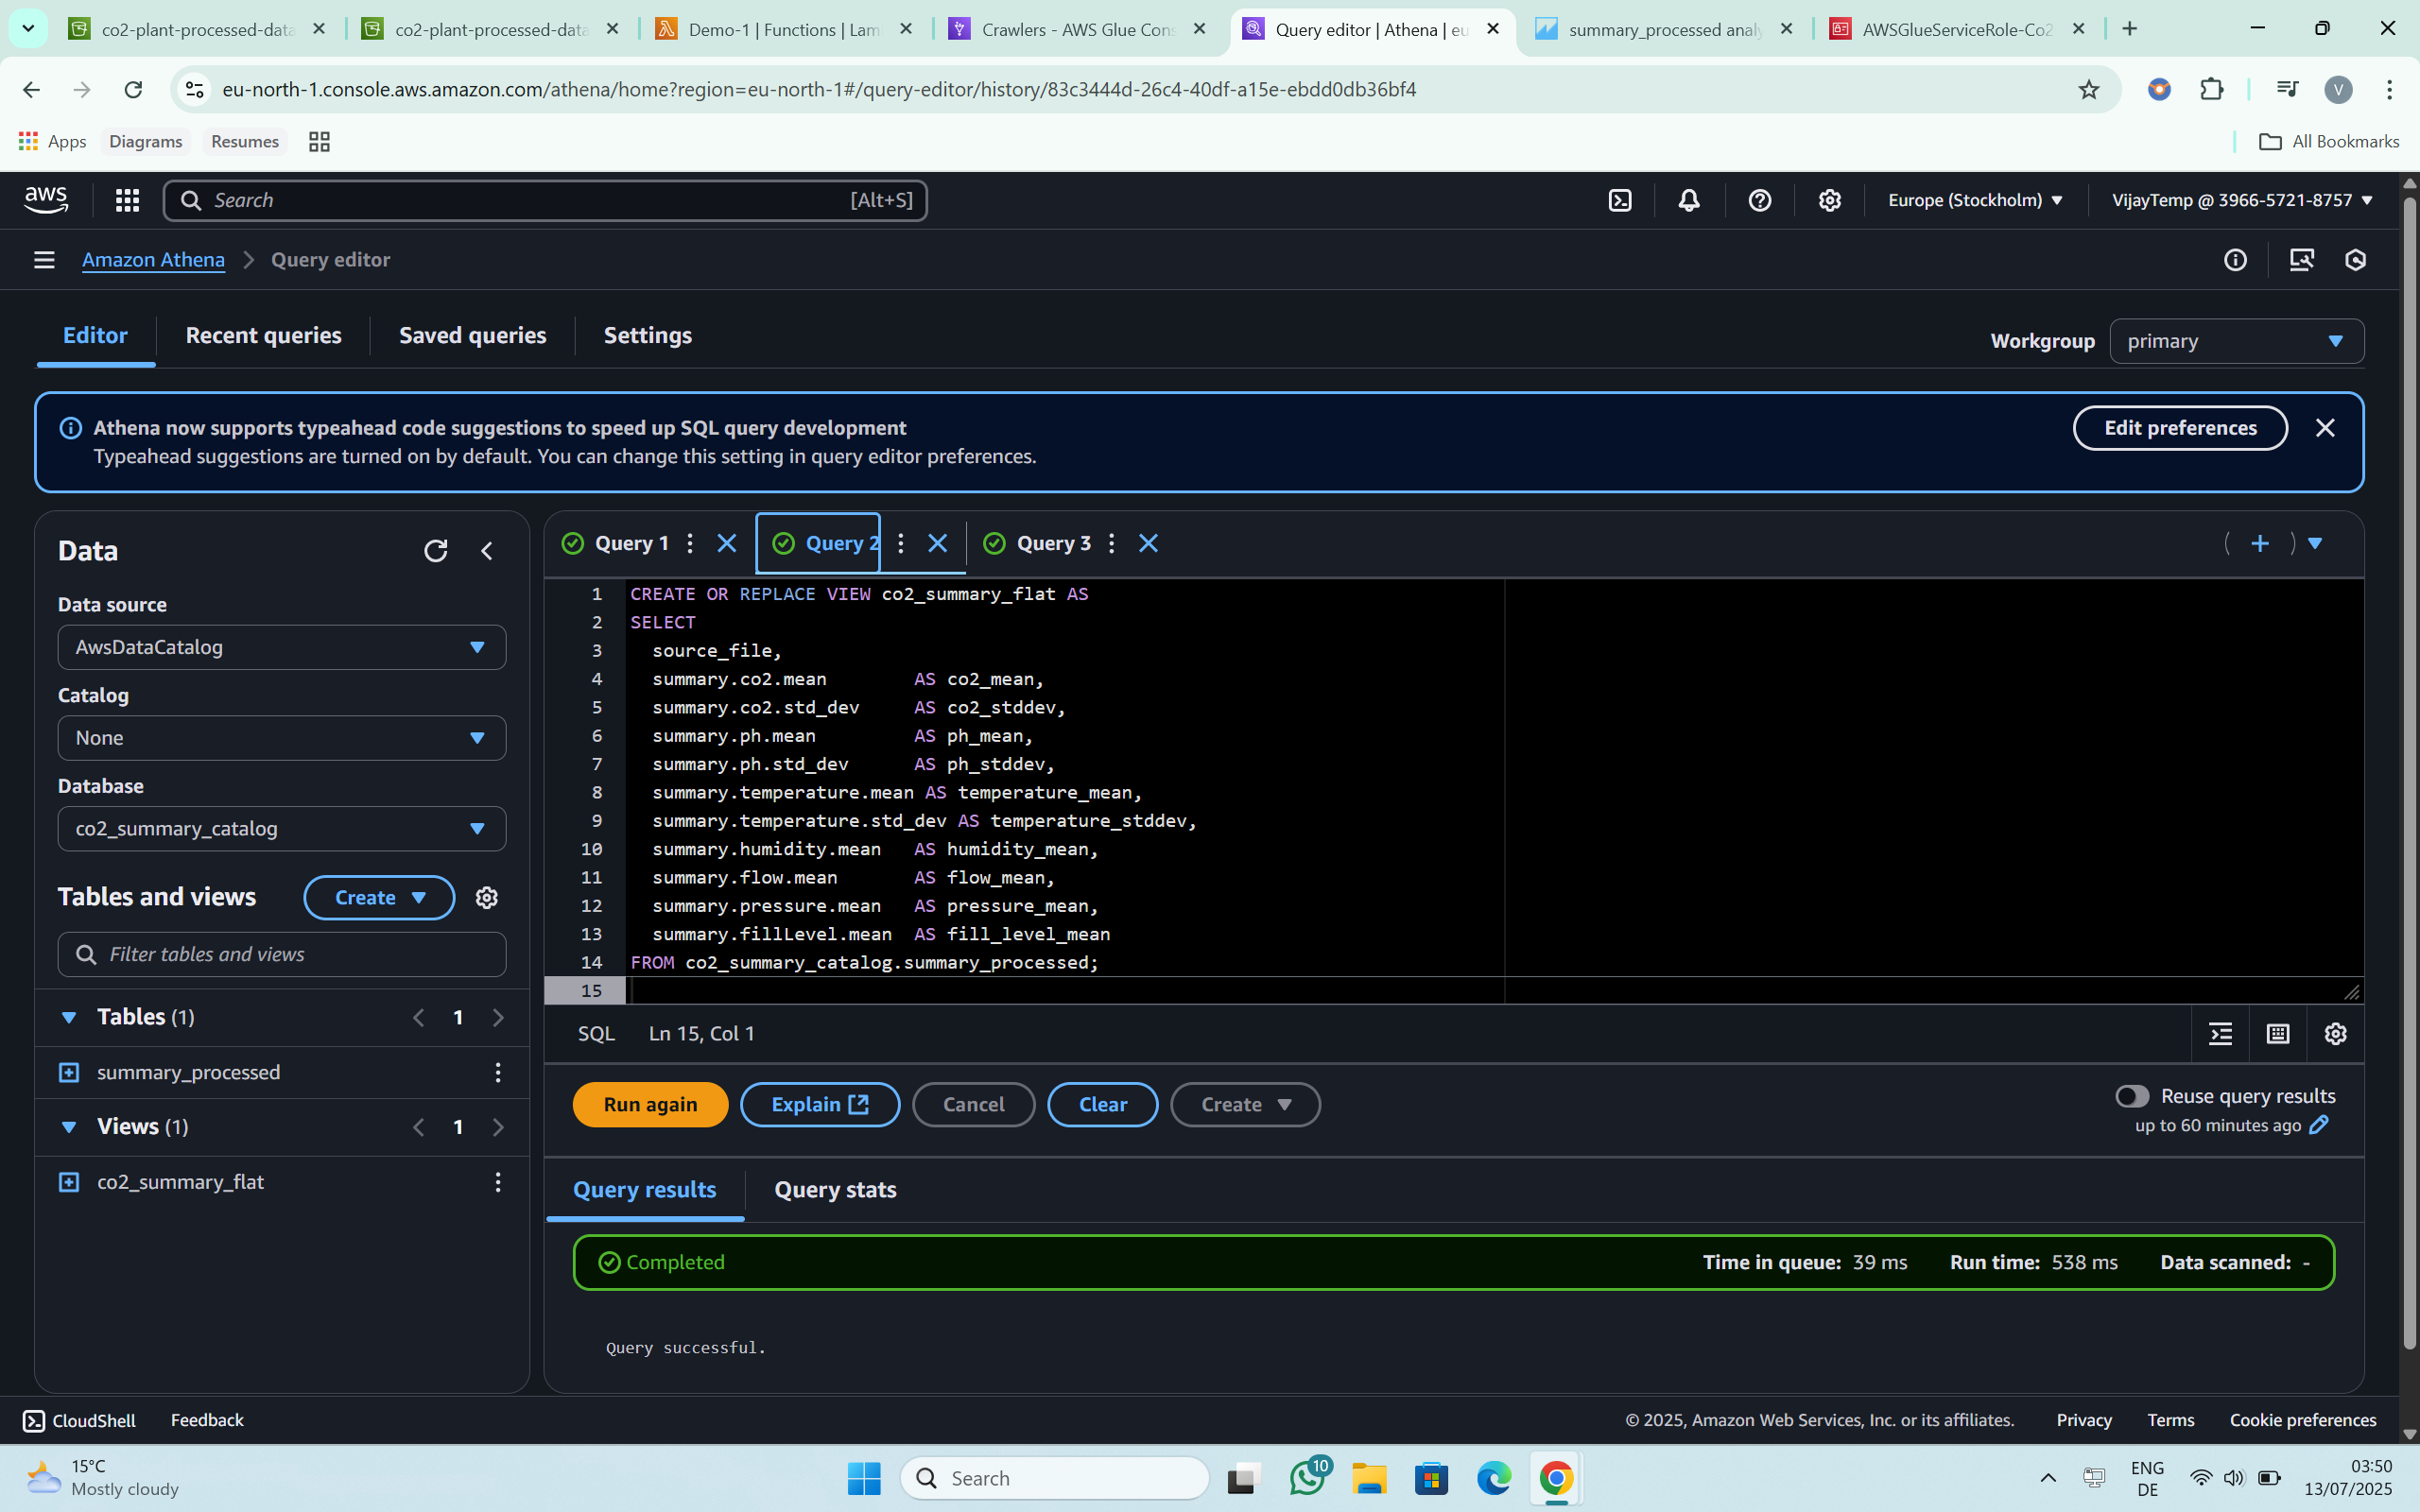 co2-plant-processed-data
co2-plant-processed-data
Demo-1 | Functions | Lam
Crawlers - AWS Glue Cons
Query editor | Athena | eu
summary_processed analy
AWSGlueServiceRole-Co2
eu-north-1.console.aws.amazon.com/athena/home?region=eu-north-1#/query-editor/history/83c3444d-26c4-40df-a15e-ebdd0db36bf4
V
Apps
Diagrams
Resumes
All Bookmarks
aws
Search
[Alt+S]
Europe (Stockholm)
VijayTemp @ 3966-5721-8757
Amazon Athena
Query editor
Editor
Recent queries
Saved queries
Settings
Workgroup
primary
Athena now supports typeahead code suggestions to speed up SQL query development
Typeahead suggestions are turned on by default. You can change this setting in query editor preferences.
Edit preferences
Data
Data source
AwsDataCatalog
Catalog
None
Database
co2_summary_catalog
Tables and views
Create
Filter tables and views
Tables (1)
1
summary_processed
Views (1)
1
co2_summary_flat
Query 1
Query 2
Query 3
1 CREATE OR REPLACE VIEW co2_summary_flat AS
2 SELECT
3 source_file,
4 summary.co2.mean AS co2_mean,
5 summary.co2.std_dev AS co2_stddev,
6 summary.ph.mean AS ph_mean,
7 summary.ph.std_dev AS ph_stddev,
8 summary.temperature.mean AS temperature_mean,
9 summary.temperature.std_dev AS temperature_stddev,
10 summary.humidity.mean AS humidity_mean,
11 summary.flow.mean AS flow_mean,
12 summary.pressure.mean AS pressure_mean,
13 summary.fillLevel.mean AS fill_level_mean
14 FROM co2_summary_catalog.summary_processed;
15
SQL
Ln 15, Col 1
Run again
Explain
Cancel
Clear
Create
Reuse query results
up to 60 minutes ago
Query results
Query stats
Completed
Time in queue: 39 ms
Run time: 538 ms
Data scanned: -
Query successful.
CloudShell
Feedback
© 2025, Amazon Web Services, Inc. or its affiliates.
Privacy
Terms
Cookie preferences
15°C
Mostly cloudy
Search
10
ENG
DE
03:50
13/07/2025